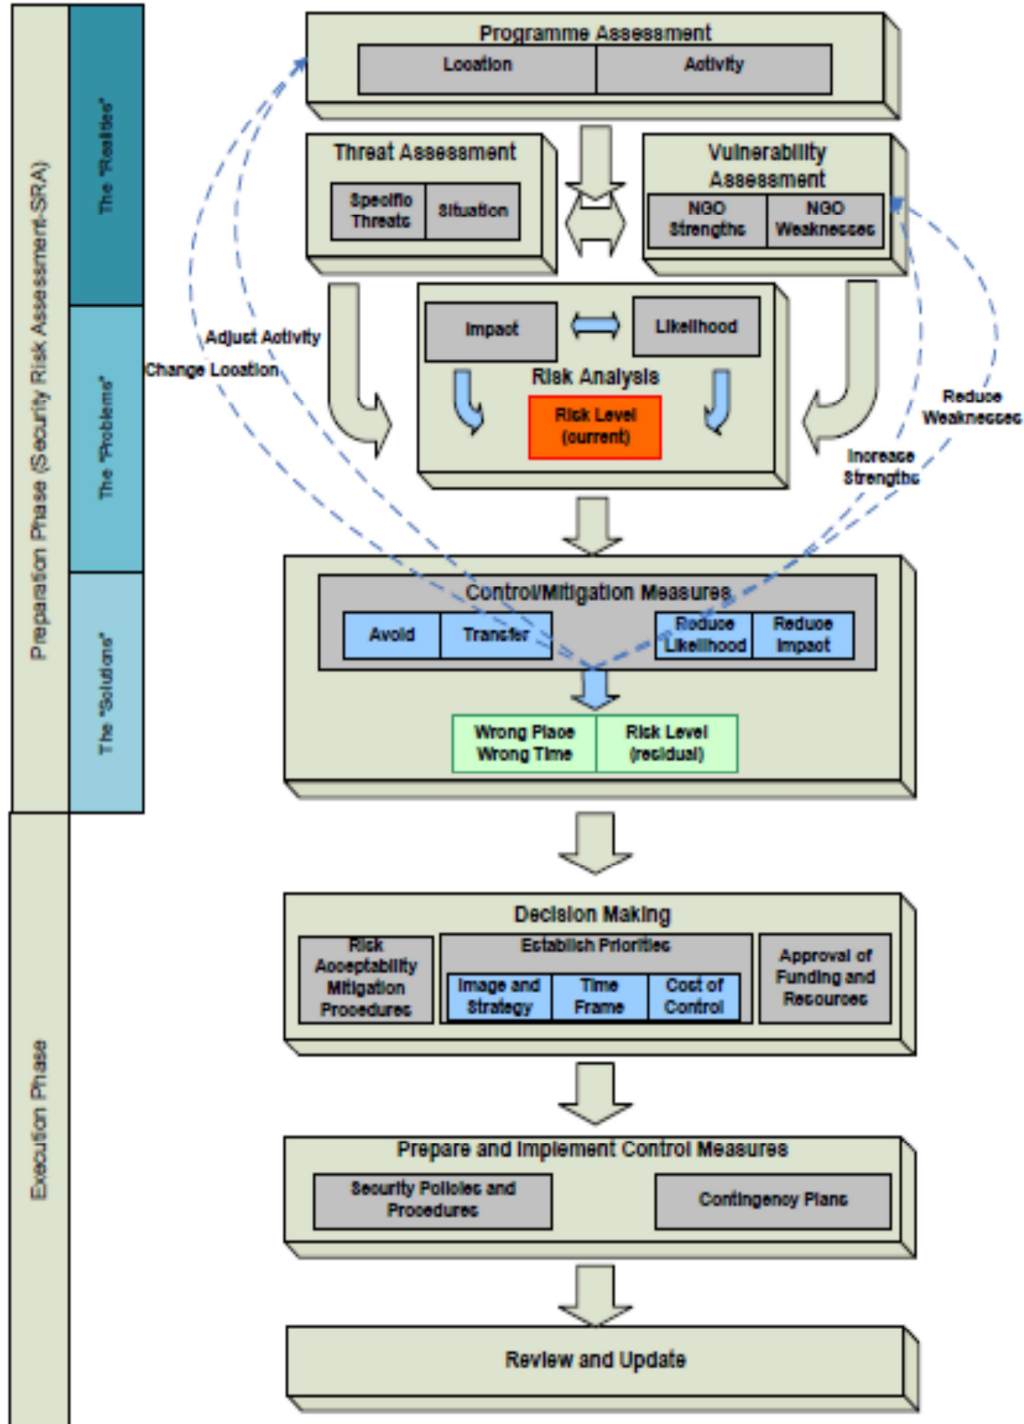 Preparation Phase (Security Risk Assessment-SRA)
Execution Phase
The "Realities"
The "Problems"
The "Solutions"
Programme Assessment
Location
Activity
Threat Assessment
Specific
Threats
Situation
Vulnerability
Assessment
NGO
Strengths
NGO
Weaknesses
Impact
Likelihood
Risk Analysis
Risk Level
(current)
Adjust Activity
Change Location
Reduce
Weaknesses
Increase
Strengths
Control/Mitigation Measures
Avoid
Transfer
Reduce
Likelihood
Reduce
Impact
Wrong Place
Wrong Time
Risk Level
(residual)
Decision Making
Risk
Acceptability
Mitigation
Procedures
Establish Priorities
Image and
Strategy
Time
Frame
Cost of
Control
Approval of
Funding and
Resources
Prepare and Implement Control Measures
Security Policies and
Procedures
Contingency Plans
Review and Update